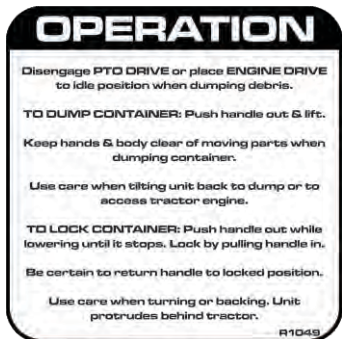 OPERATION
Disengage PTO DRIVE or place ENGINE DRIVE
to idle position when dumping debris.
TO DUMP CONTAINER: Push handle out & lift.
Keep hands & body clear of moving parts when
dumping container.
Use care when tilting unit back to dump or to
access tractor engine.
TO LOCK CONTAINER: Push handle out while
lowering until it stops. Lock by pulling handle in.
Be certain to return handle to locked position.
Use care when turning or backing. Unit
protrudes behind tractor.
R1049